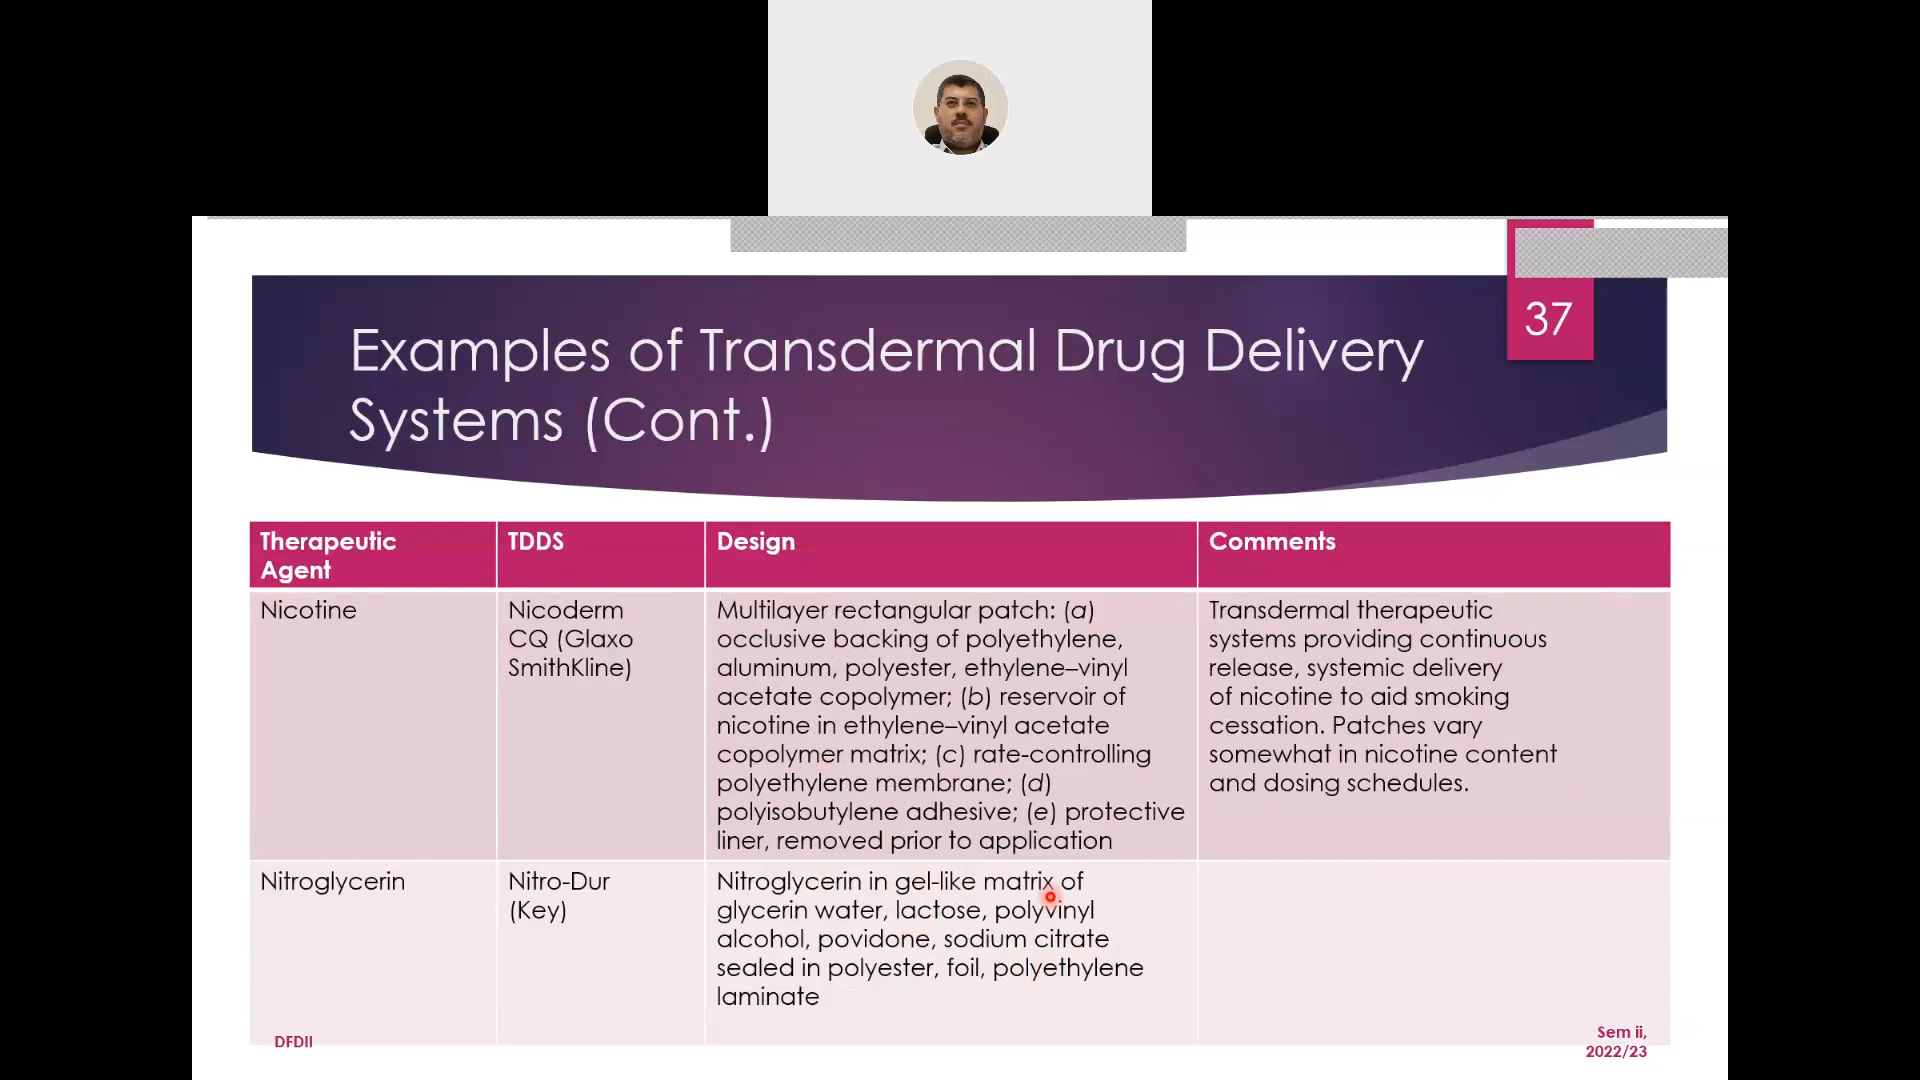 37
Examples of Transdermal Drug Delivery
Systems (Cont.)
Therapeutic
Agent
TDDS
Design
Comments
Nicotine
Nicoderm
CQ (Glaxo
SmithKline)
Multilayer rectangular patch: (a)
occlusive backing of polyethylene,
aluminum, polyester, ethylene–vinyl
acetate copolymer; (b) reservoir of
nicotine in ethylene–vinyl acetate
copolymer matrix; (c) rate-controlling
polyethylene membrane; (d)
polyisobutylene adhesive; (e) protective
liner, removed prior to application
Transdermal therapeutic
systems providing continuous
release, systemic delivery
of nicotine to aid smoking
cessation. Patches vary
somewhat in nicotine content
and dosing schedules.
Nitroglycerin
Nitro-Dur
(Key)
Nitroglycerin in gel-like matrix of
glycerin water, lactose, polyvinyl
alcohol, povidone, sodium citrate
sealed in polyester, foil, polyethylene
laminate
DFDII
Sem ii,
2022/23